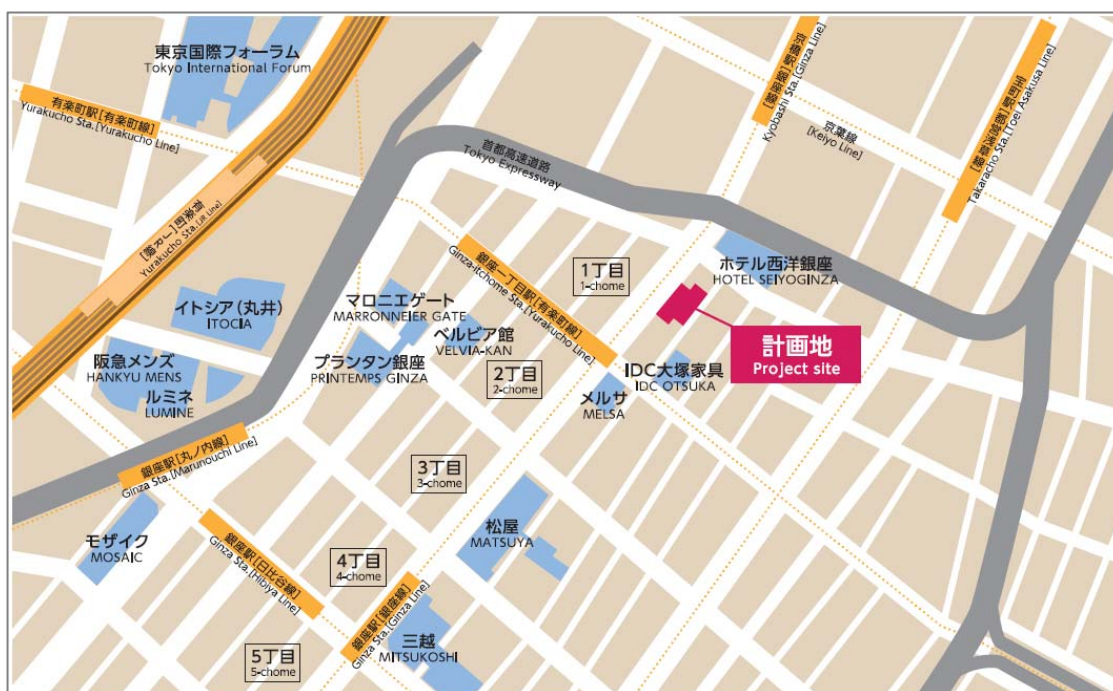 東京国際フォーラム
Tokyo International Forum
有楽町駅[有楽町線]
Yurakucho Sta.[Yurakucho Line]
有楽町[JR線]
Yurakucho Sta.[JR Line]
首都高速道路
Tokyo Expressway
京橋駅[銀座線]
Kyobashi Sta.[Ginza Line]
京葉線
[Keiyo Line]
宝町駅[都営浅草線]
Takaracho Sta.[Toei Asakusa Line]
銀座一丁目駅[有楽町線]
Ginza-itchome Sta.[Yurakucho Line]
1丁目
1-chome
ホテル西洋銀座
HOTEL SEIYOGINZA
計画地
Project site
イトシア(丸井)
ITOCIA
マロニエゲート
MARRONNEIER GATE
ベルビア館
VELVIA-KAN
プランタン銀座
PRINTEMPS GINZA
阪急メンズ
HANKYU MENS
ルミネ
LUMINE
2丁目
2-chome
IDC大塚家具
IDC OTSUKA
メルサ
MELSA
銀座駅[丸ノ内線]
Ginza Sta.[Marunouchi Line]
3丁目
3-chome
モザイク
MOSAIC
銀座駅[日比谷線]
Ginza Sta.[Hibiya Line]
松屋
MATSUYA
4丁目
4-chome
銀座駅[銀座線]
Ginza Sta.[Ginza Line]
三越
MITSUKOSHI
5丁目
5-chome